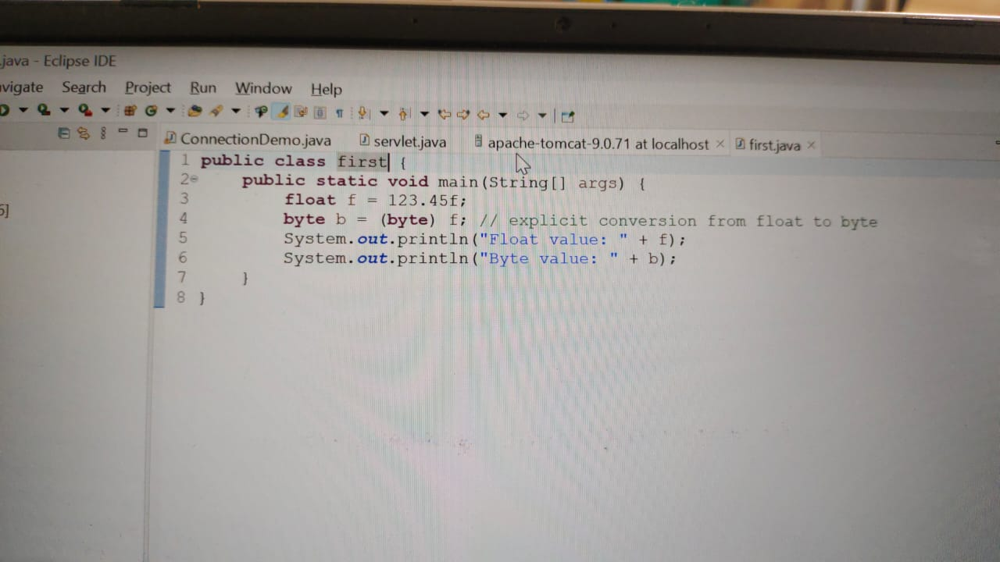 .java - Eclipse IDE
avigate Search Project Run Window Help
ConnectionDemo.java servlet.java apache-tomcat-9.0.71 at localhost first.java
1 public class first {
2 public static void main(String[] args) {
3 float f = 123.45f;
4 byte b = (byte) f; // explicit conversion from float to byte
5 System.out.println("Float value: " + f);
6 System.out.println("Byte value: " + b);
7 }
8 }
5]